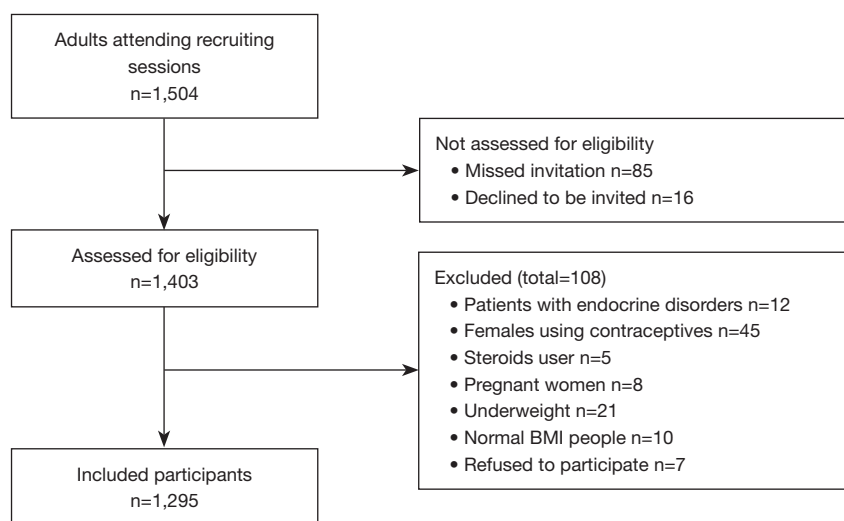 Adults attending recruiting
sessions
n=1,504
Not assessed for eligibility
• Missed invitation n=85
• Declined to be invited n=16
Assessed for eligibility
n=1,403
Excluded (total=108)
• Patients with endocrine disorders n=12
• Females using contraceptives n=45
• Steroids user n=5
• Pregnant women n=8
• Underweight n=21
• Normal BMI people n=10
• Refused to participate n=7
Included participants
n=1,295